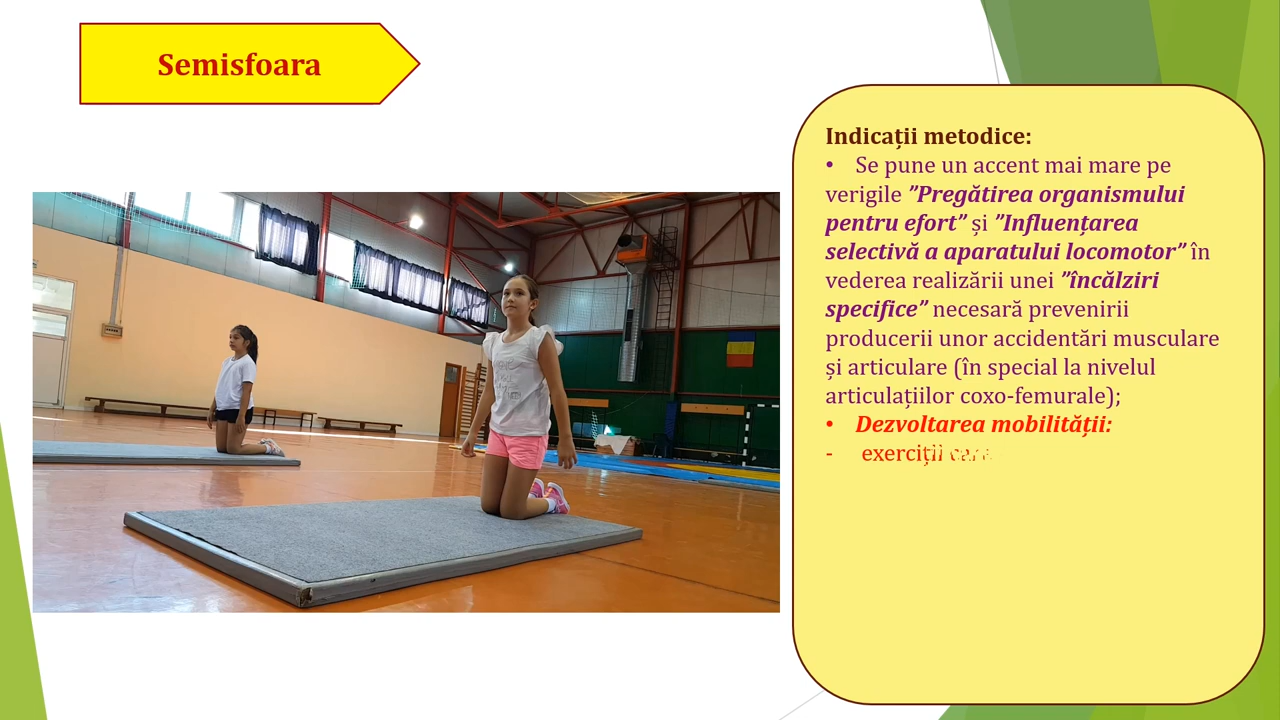 Semisfoara
Indicații metodice:
• Se pune un accent mai mare pe
verigile ”Pregătirea organismului
pentru efort” și ”Influențarea
selectivă a aparatului locomotor” în
vederea realizării unei ”încălziri
specifice” necesară prevenirii
producerii unor accidentări musculare
și articulare (în special la nivelul
articulațiilor coxo-femurale);
• Dezvoltarea mobilității:
- exerciții